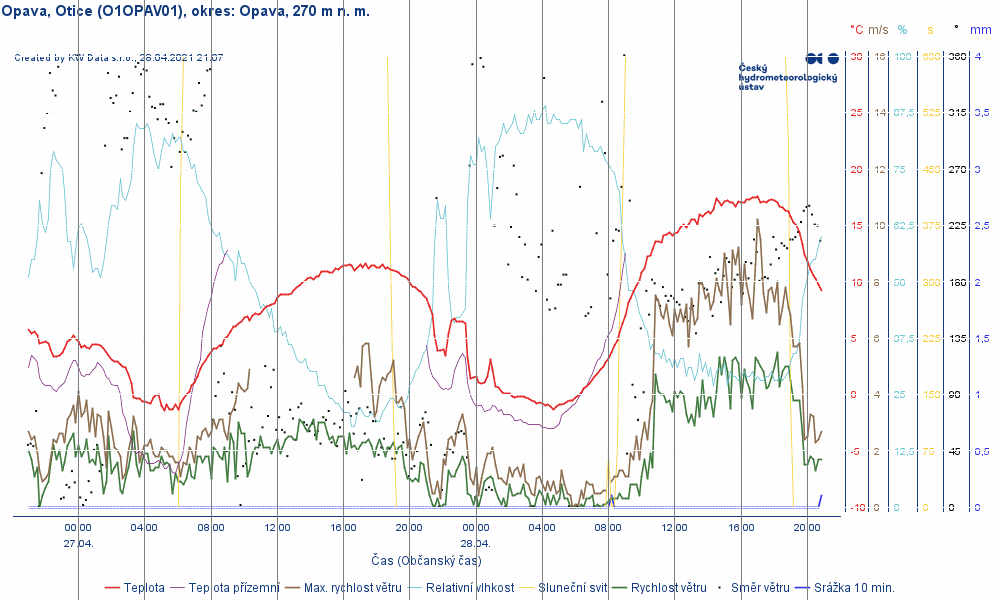 Opava, Otice (O1OPAV01), okres: Opava, 270 m n. m.
°C m/s % s ° mm
Created by KW Data s.r.o., 28.04.2021 21:07
Český
hydrometeorologický
ústav
30 16 100 600 360 4
25 14 87,5 525 315 3,5
20 12 75 450 270 3
15 10 62,5 375 225 2,5
10 8 50 300 180 2
5 6 37,5 225 135 1,5
0 4 25 150 90 1
-5 2 12,5 75 45 0,5
-10 0 0 0 0 0
00:00 04:00 08:00 12:00 16:00 20:00 00:00 04:00 08:00 12:00 16:00 20:00
27.04. 28.04.
Čas (Občanský čas)
Teplota Teplota přízemní Max. rychlost větru Relativní vlhkost Sluneční svit Rychlost větru Směr větru Srážka 10 min.